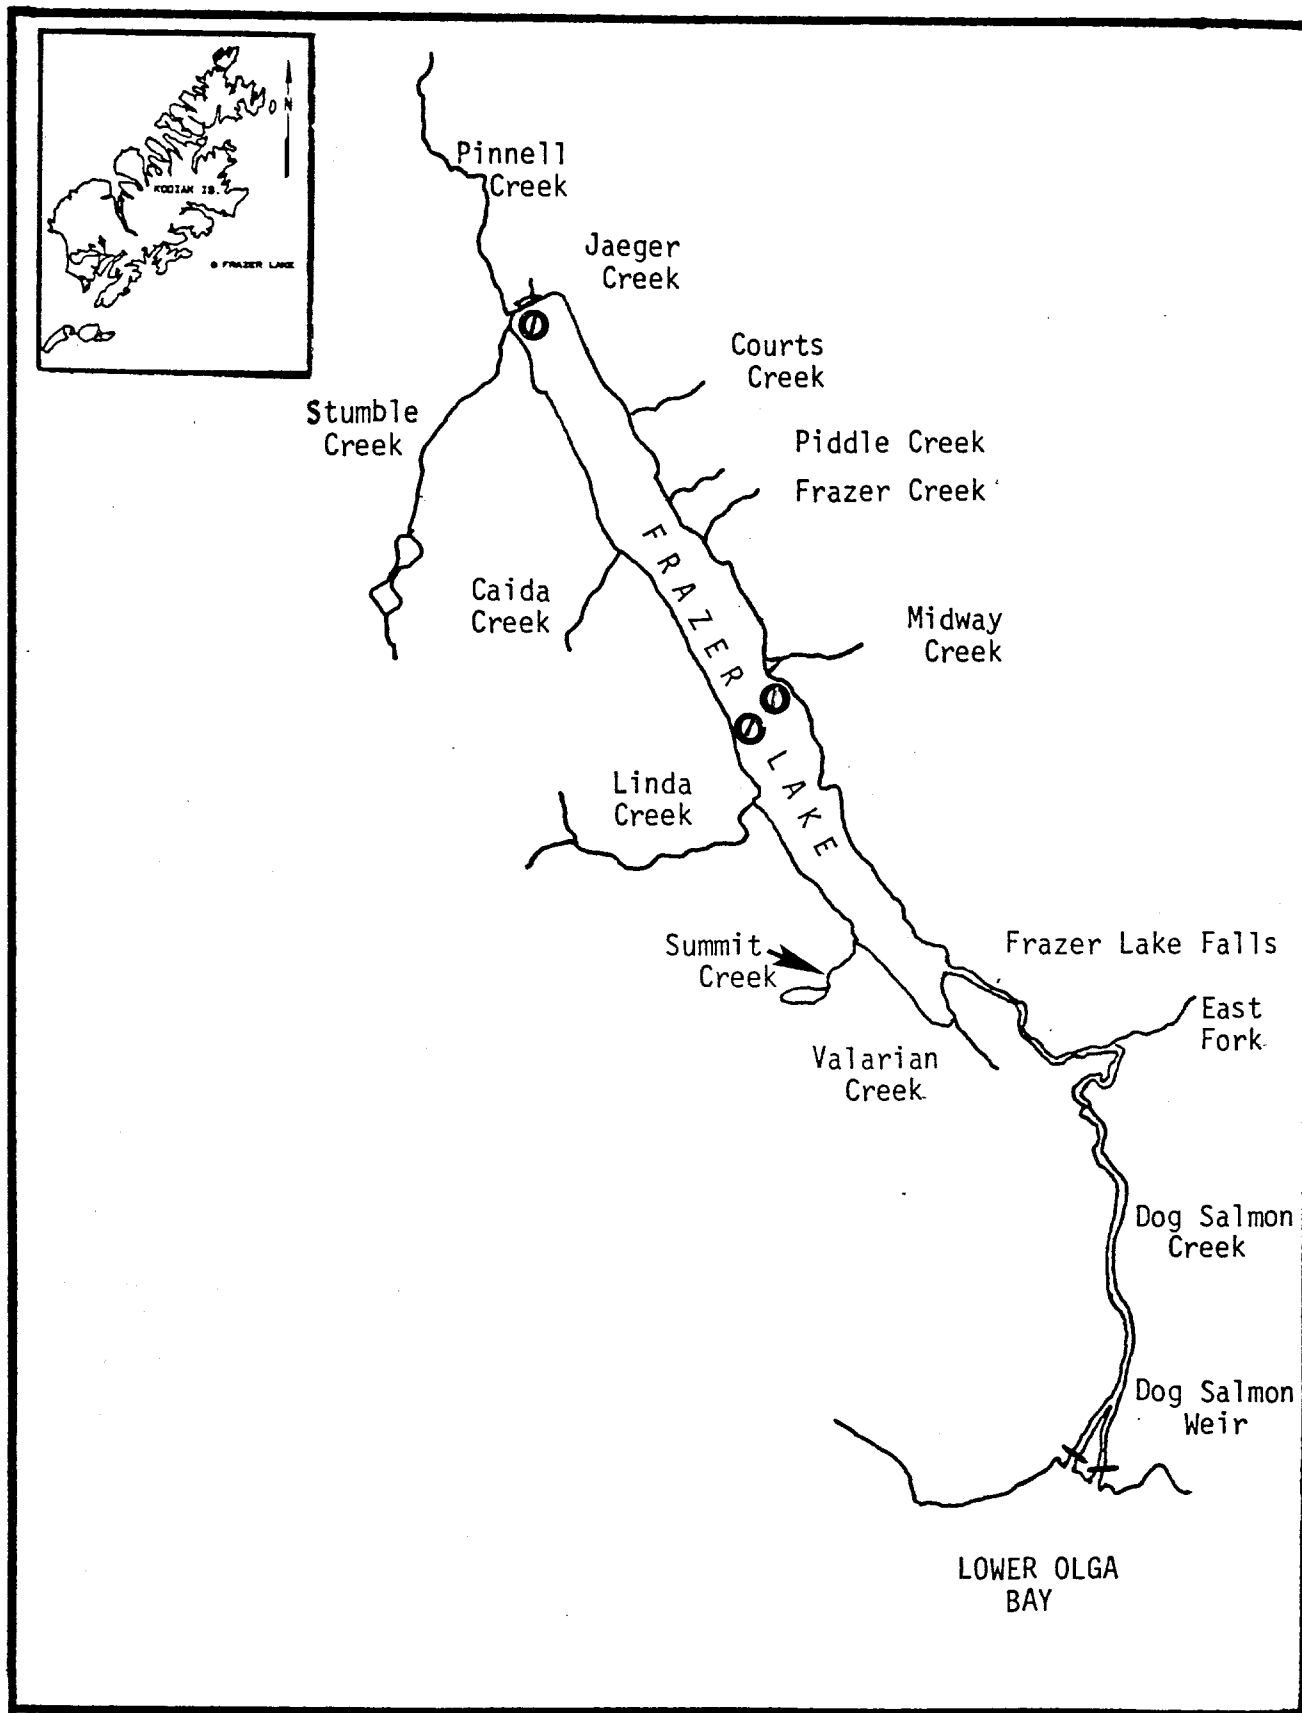 N
KODIAK IS.
FRAZER LAKE
Pinnell
Creek
Jaeger
Creek
Courts
Creek
Stumble
Creek
Piddle Creek
Frazer Creek
Caida
Creek
Midway
Creek
FRAZER LAKE
Linda
Creek
Summit
Creek
Frazer Lake Falls
East
Fork
Valarian
Creek
Dog Salmon
Creek
Dog Salmon
Weir
LOWER OLGA
BAY